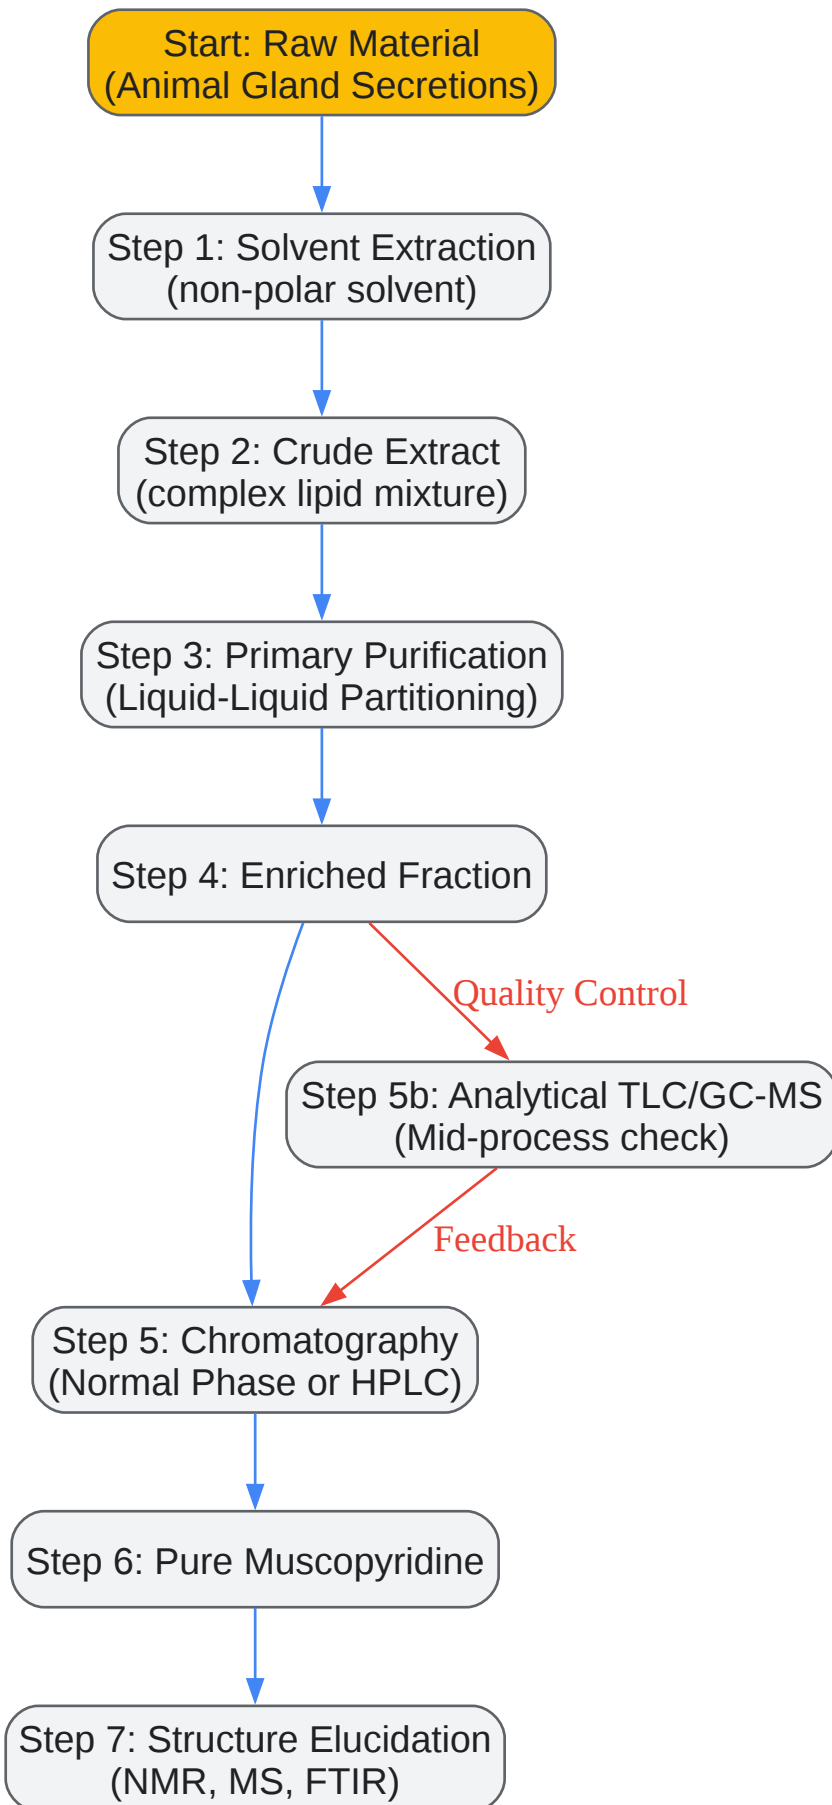 Start: Raw Material
(Animal Gland Secretions)
Step 1: Solvent Extraction
(non-polar solvent)
Step 2: Crude Extract
(complex lipid mixture)
Step 3: Primary Purification
(Liquid-Liquid Partitioning)
Step 4: Enriched Fraction
Quality Control
Step 5b: Analytical TLC/GC-MS
(Mid-process check)
Feedback
Step 5: Chromatography
(Normal Phase or HPLC)
Step 6: Pure Muscopyridine
Step 7: Structure Elucidation
(NMR, MS, FTIR)